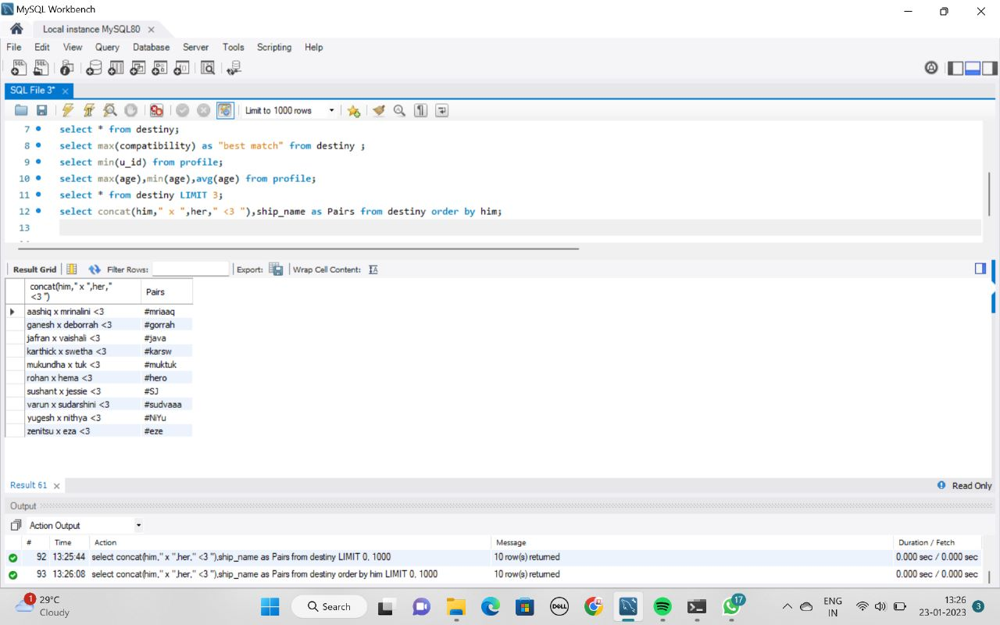 MySQL Workbench
Local instance MySQL80
File Edit View Query Database Server Tools Scripting Help
SQL File 3*
Limit to 1000 rows
7 select * from destiny;
8 select max(compatibility) as "best match" from destiny ;
9 select min(u_id) from profile;
10 select max(age),min(age),avg(age) from profile;
11 select * from destiny LIMIT 3;
12 select concat(him," x ",her," <3 "),ship_name as Pairs from destiny order by him;
13
Result Grid Filter Rows: Export: Wrap Cell Content:
concat(him," x ",her," Pairs
<3 ")
aashiq x mrinalini <3 #mriaaq
ganesh x deborrah <3 #gorrah
jafran x vaishali <3 #java
karthick x swetha <3 #karsw
mukundha x tuk <3 #muktuk
rohan x hema <3 #hero
sushant x jessie <3 #SJ
varun x sudarshini <3 #sudvaaa
yugesh x nithya <3 #NiYu
zenitsu x eza <3 #eze
Result 61 Read Only
Output
Action Output
# Time Action Message Duration / Fetch
92 13:25:44 select concat(him," x ",her," <3 "),ship_name as Pairs from destiny LIMIT 0, 1000 10 row(s) returned 0.000 sec / 0.000 sec
93 13:26:08 select concat(him," x ",her," <3 "),ship_name as Pairs from destiny order by him LIMIT 0, 1000 10 row(s) returned 0.000 sec / 0.000 sec
1 29°C
Cloudy
Search
DELL
17
ENG
IN
13:26
23-01-2023
3